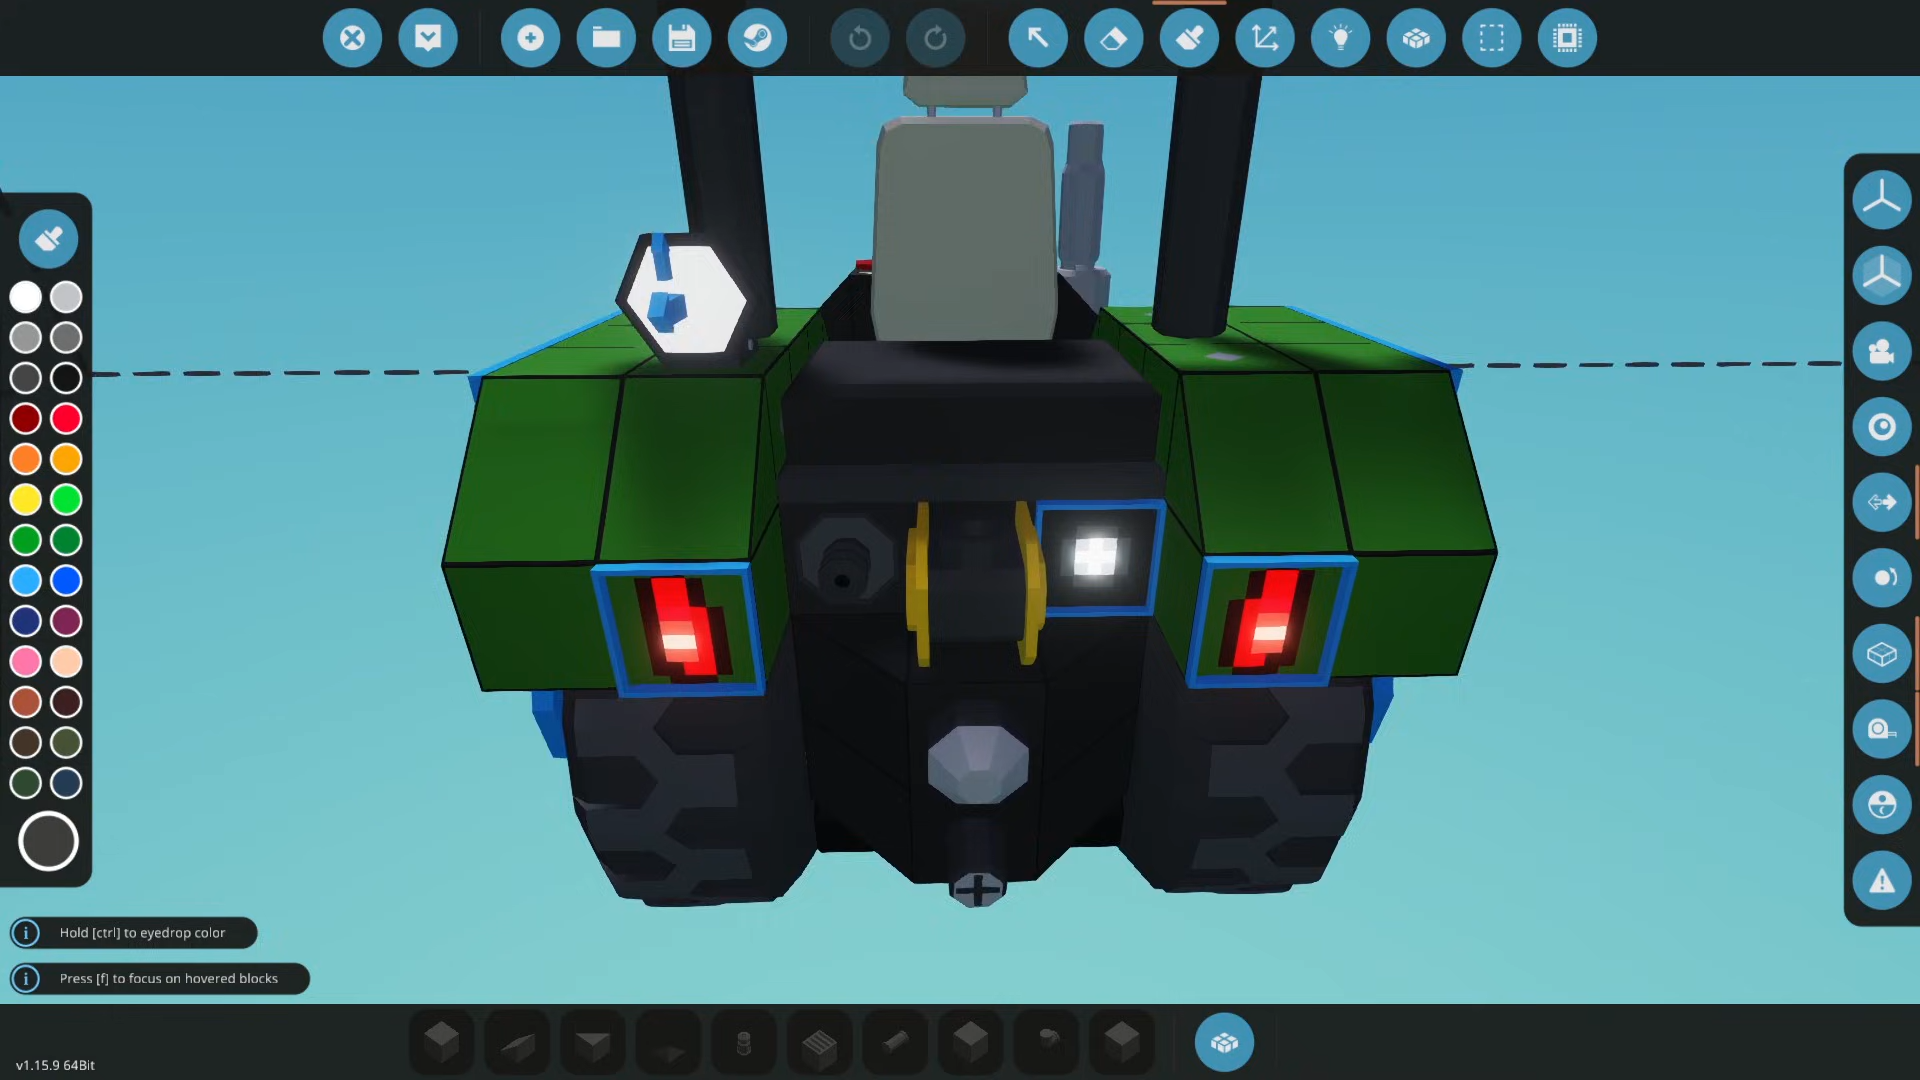 Hold [ctrl] to eyedrop color
Press [f] to focus on hovered blocks
v1.15.9 64Bit